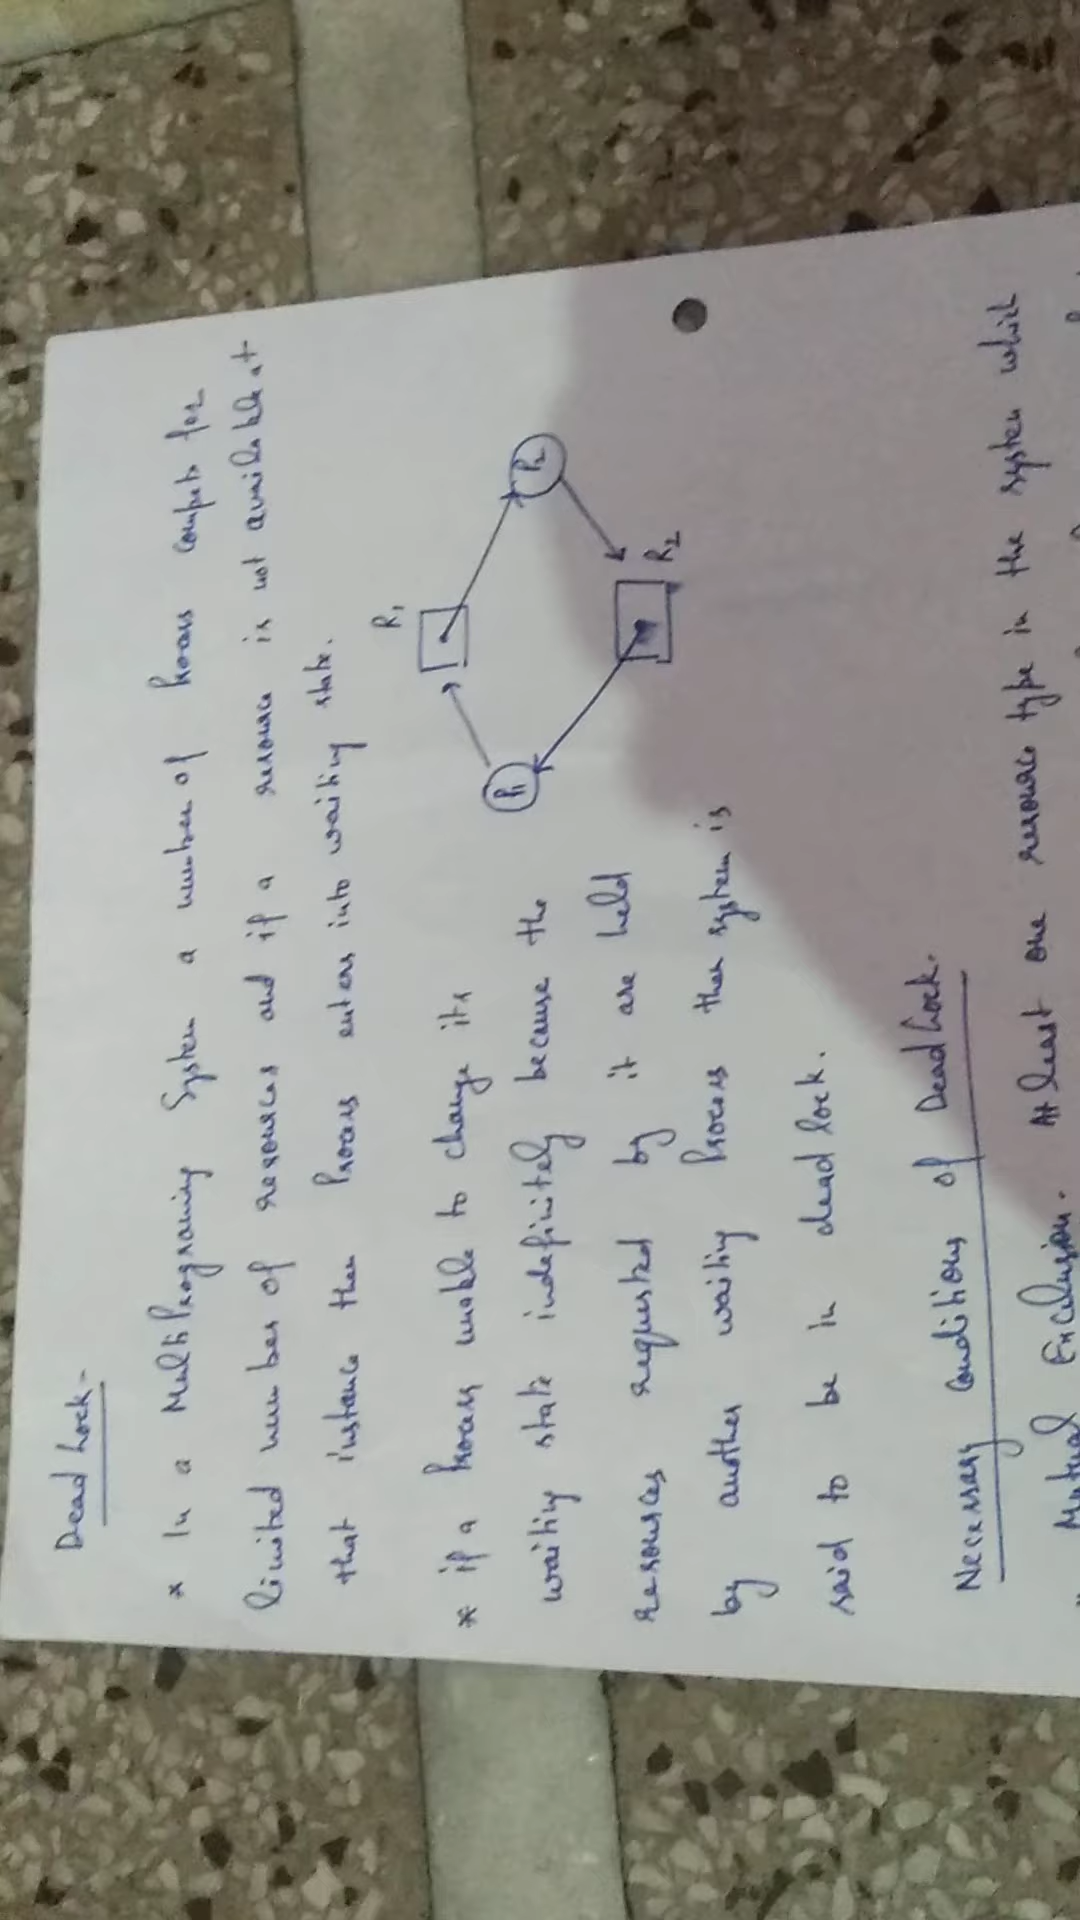 Dead Lock-
* In a MultiPrograming System a number of Process compete for
limited number of resources and if a resource is not available at
that instance then Process enters into waiting state.
* if a Process unable to change its
waiting state indefinitely because the
resources requested by it are held
by another waiting Process then system is
said to be in dead lock.
R1
P1
P2
R2
Necessary Conditions of Dead Lock.
Mutual Exclusion. At least one resource type in the system which